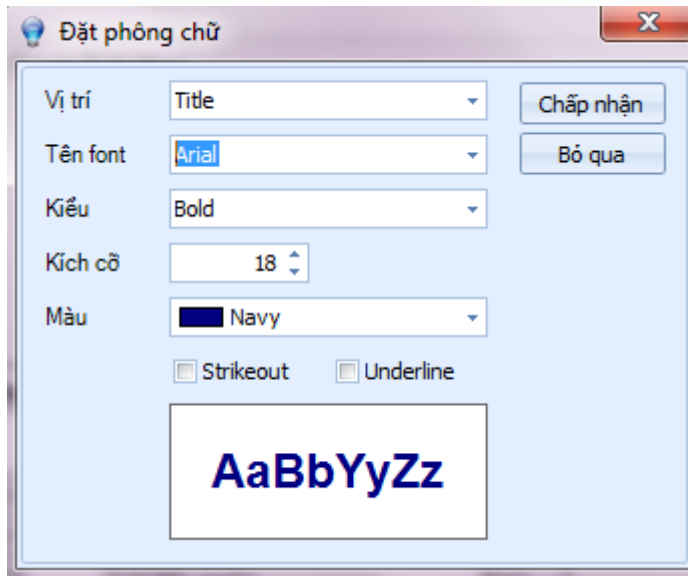 Đặt phông chữ
Vị trí Title Chấp nhận
Tên font Arial Bỏ qua
Kiểu Bold
Kích cỡ 18
Màu Navy
Strikeout Underline
AaBbYyZz